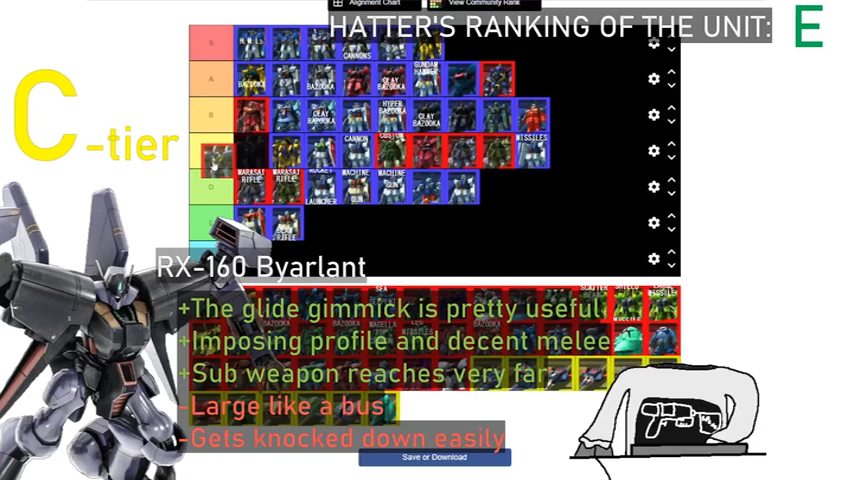 Alignment Chart
View Community Rank
HATTER'S RANKING OF THE UNIT: E
C-tier
S
CANNONS
A
BAZOOKA
BAZOOKA
CLAY BAZOOKA
GUNDAM HAMMER
B
CLAY BAZOOKA
HYPER BAZOOKA
CLAY BAZOOKA
CANNON
CUSTOM
MISSILES
D
MARASAI RIFLE
MARASAI RIFLE
ROCKET LAUNCHER
MACHINE GUN
MACHINE GUN
RIFLE
RX-160 Byarlant
+The glide gimmick is pretty useful
+Imposing profile and decent melee
+Sub weapon reaches very far
-Large like a bus
-Gets knocked down easily
Save or Download